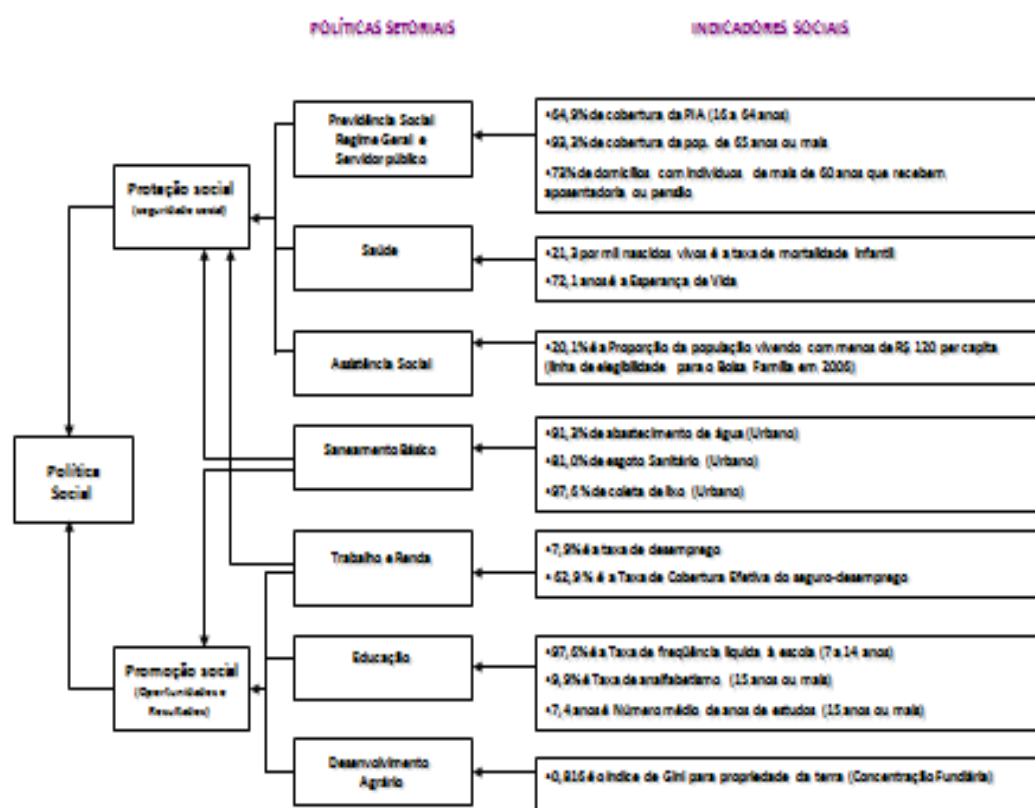 POLÍTICAS SETORIAIS
INDICADORES SOCIAIS
Previdência Social
Regime Geral e
Servidor público
•64,9% de cobertura da PIA (16 a 64 anos)
•93,3% de cobertura da pop. de 65 anos ou mais
•73% de domicílios com indivíduos de mais de 60 anos que recebem
aposentadoria ou pensão
Proteção social
(seguridade social)
Saúde
•21,3 por mil nascidos vivos é a taxa de mortalidade infantil
•72,1 anos é a Esperança de Vida
Assistência Social
•20,1% é a Proporção da população vivendo com menos de R$ 120 per capita
(linha de elegibilidade para o Bolsa Família em 2006)
Saneamento Básico
•91,3% de abastecimento de água (Urbano)
•81,0% de esgoto Sanitário (Urbano)
•97,6% de coleta de lixo (Urbano)
Política
Social
Trabalho e Renda
•7,9% é a taxa de desemprego
•62,9% é a Taxa de Cobertura Efetiva do seguro-desemprego
Promoção social
(Oportunidades e
Resultados)
Educação
•97,6% é a Taxa de freqüência líquida à escola (7 a 14 anos)
•9,9% é Taxa de analfabetismo (15 anos ou mais)
•7,4 anos é Número médio de anos de estudos (15 anos ou mais)
Desenvolvimento
Agrário
•0,816 é o índice de Gini para propriedade da terra (Concentração Fundiária)